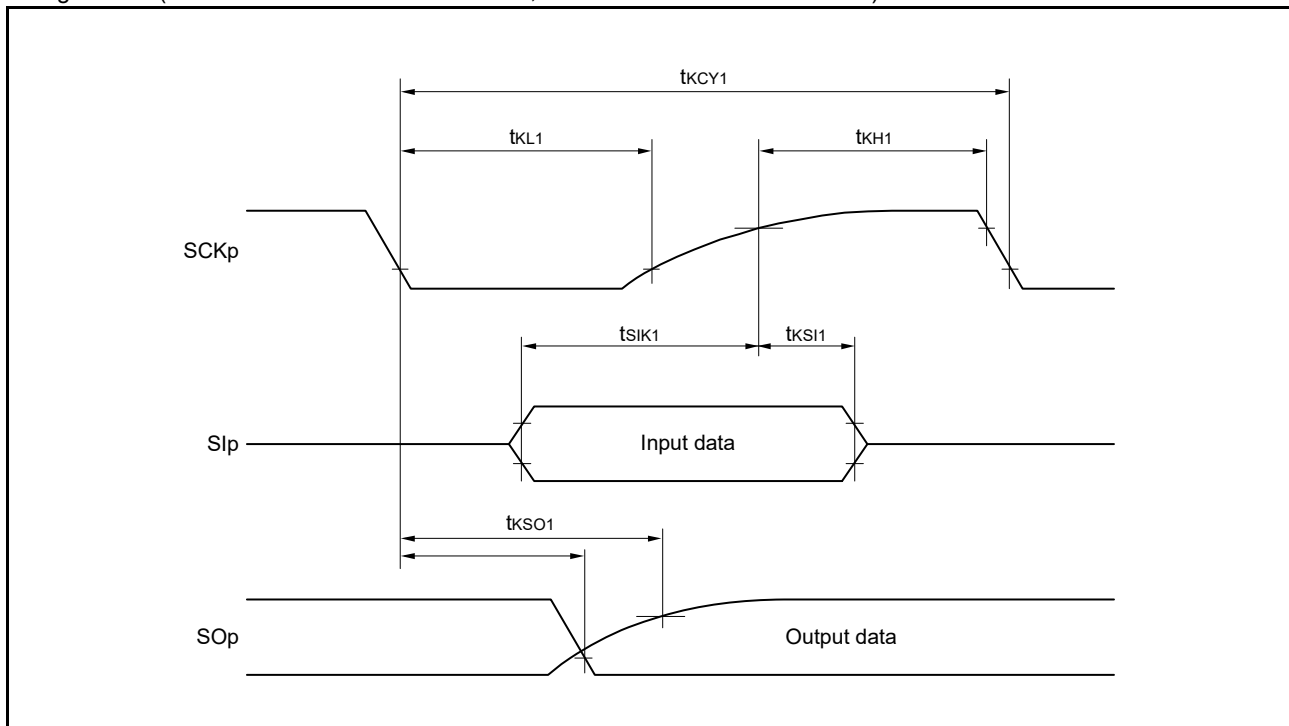 tKCY1
tKL1
tKH1
SCKp
tSIK1
tKSI1
SIp
Input data
tKSO1
SOp
Output data